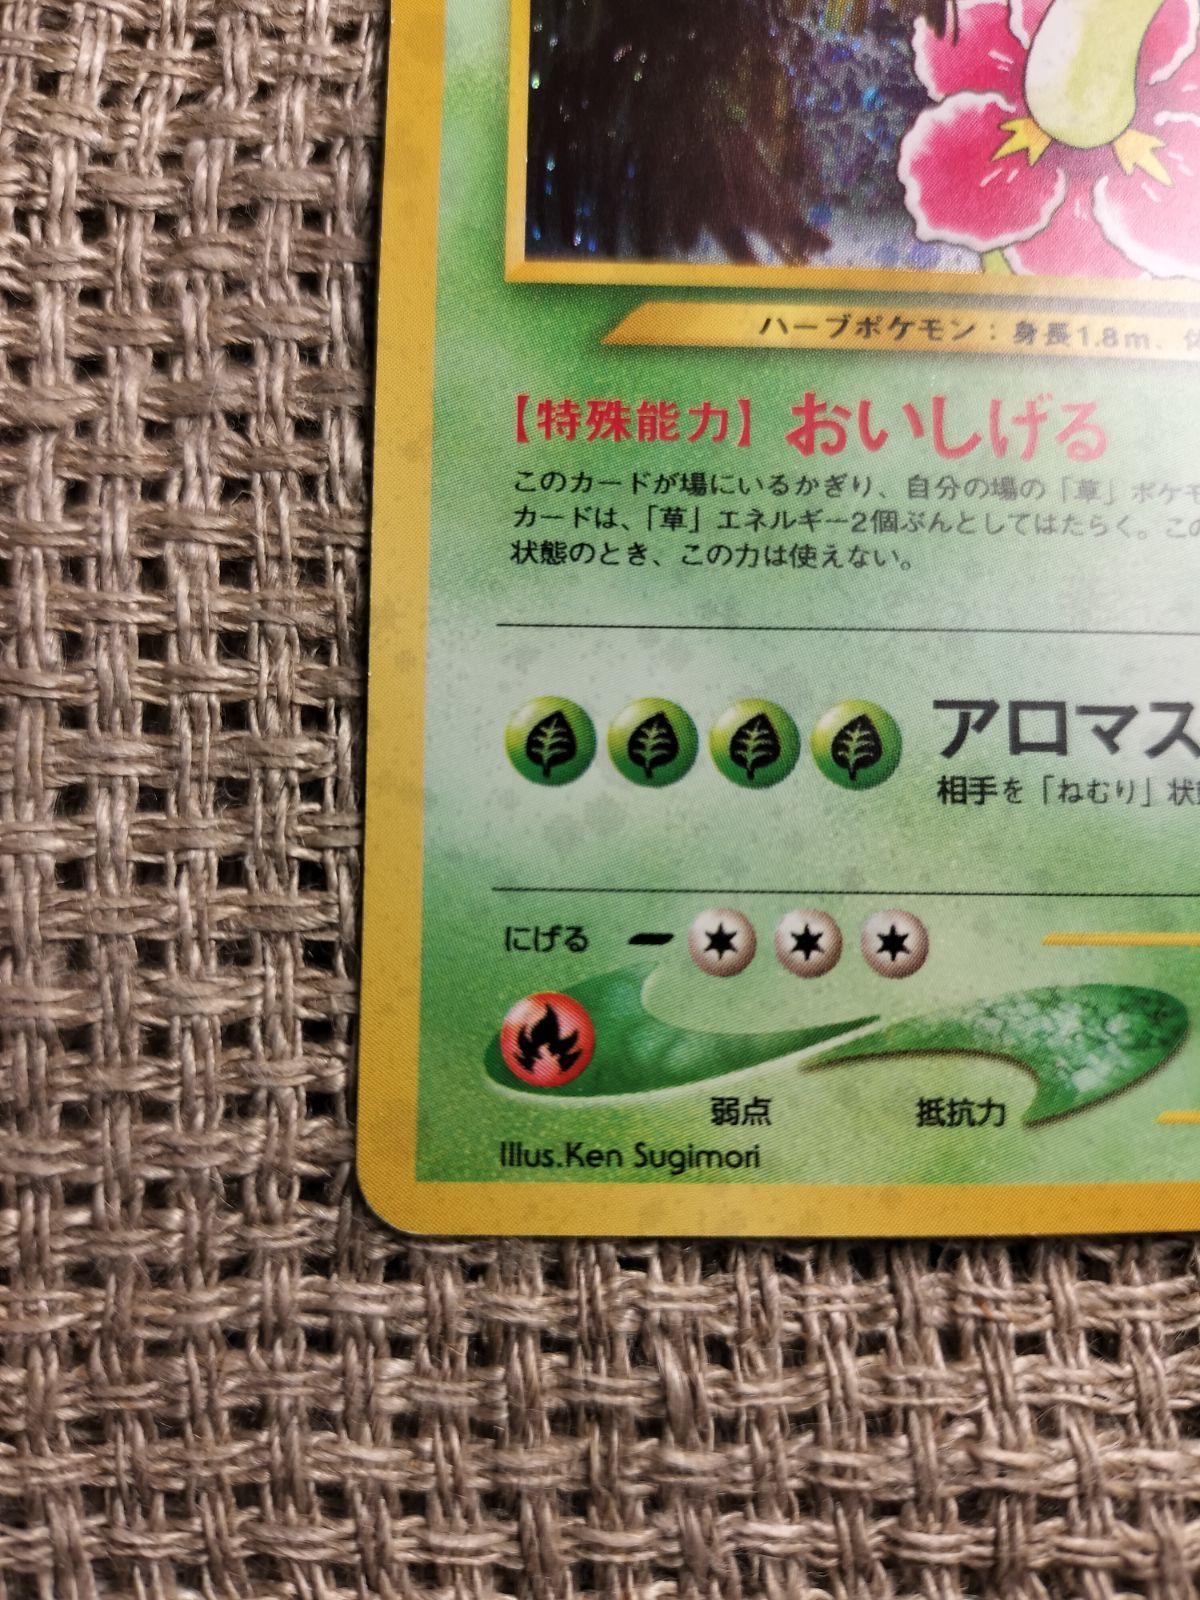 ハーブポケモン：身長1.8m、
【特殊能力】おいしげる
このカードが場にいるかぎり、自分の場の「草」ポケモ
カードは、「草」エネルギー2個ぶんとしてはたらく。この
状態のとき、この力は使えない。
アロマス
相手を「ねむり」状態
にげる
弱点 抵抗力
Illus.Ken Sugimori